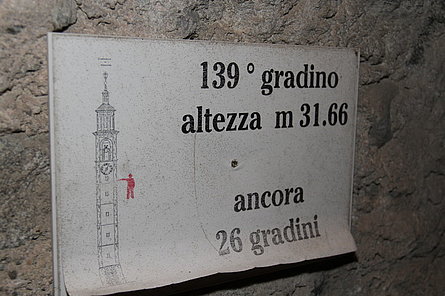 139 ° gradino
altezza m 31.66
ancora
26 gradini